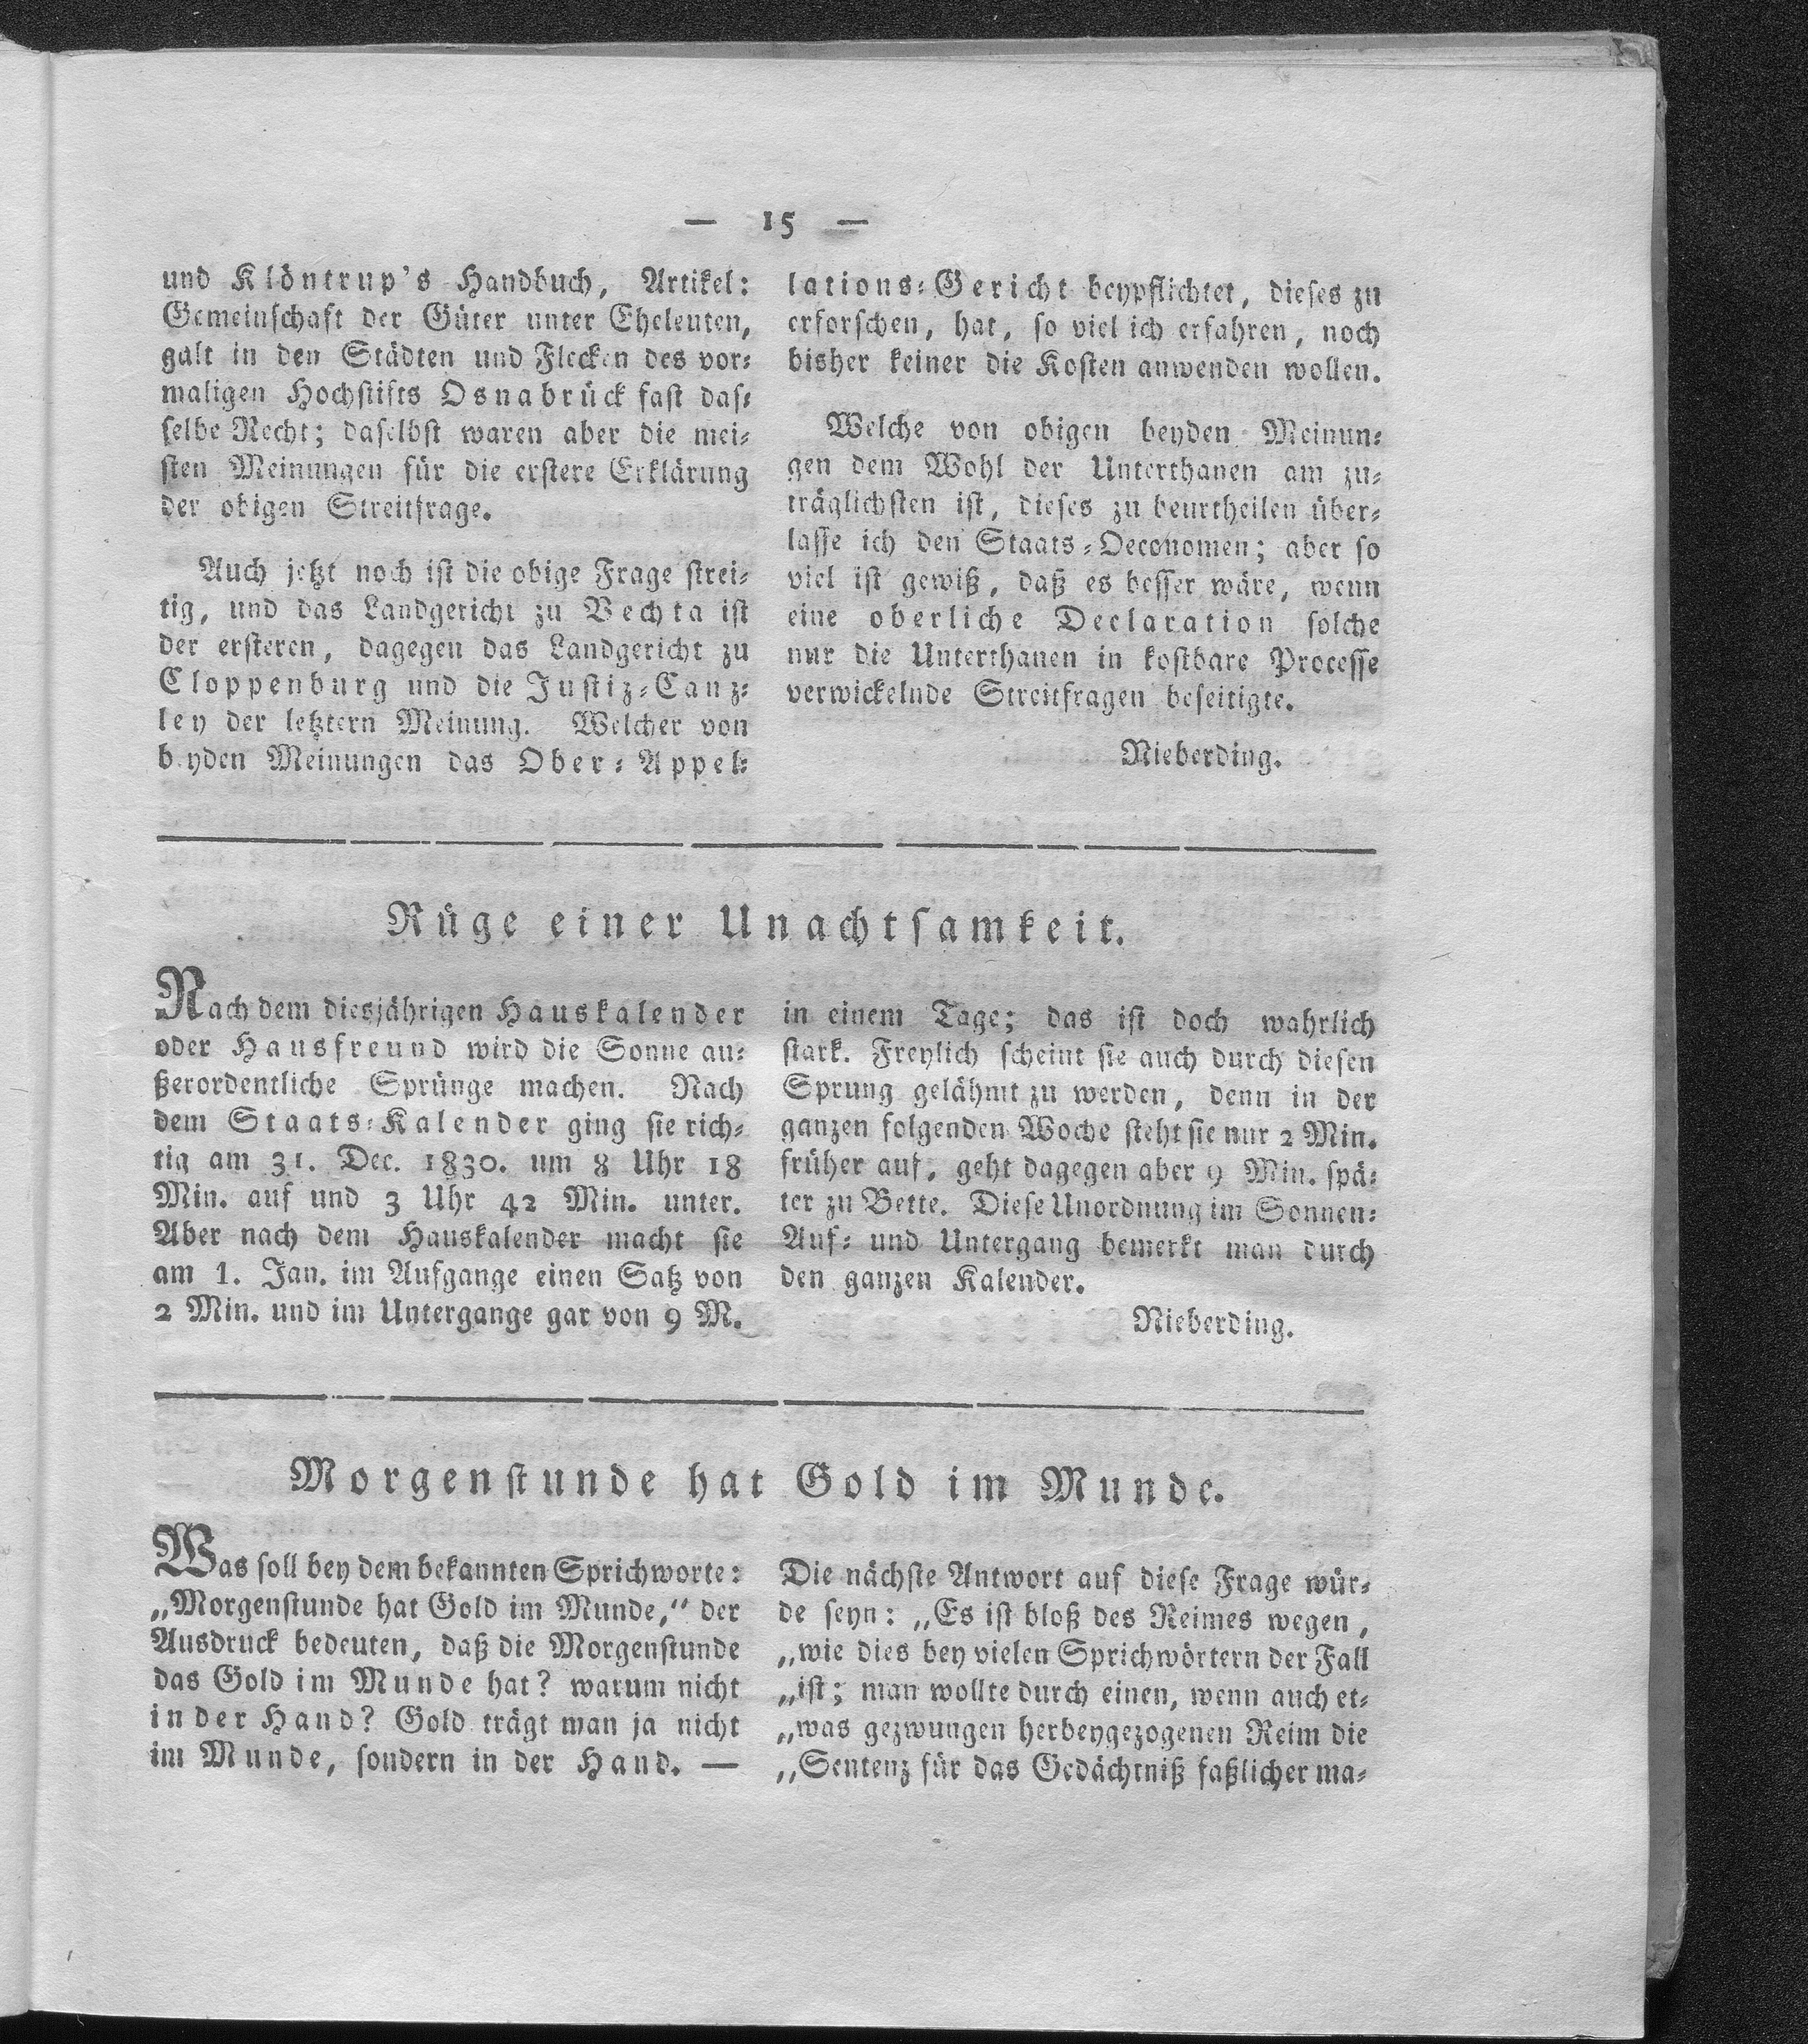 — 15 —
und Klöntrup's Handbuch, Artikel:
Gemeinschaft der Güter unter Eheleuten,
galt in den Städten und Flecken des vor-
maligen Hochstifts Osnabrück fast das-
selbe Recht; daselbst waren aber die mei-
sten Meinungen für die erstere Erklärung
der obigen Streitfrage.
Auch jetzt noch ist die obige Frage strei-
tig, und das Landgericht zu Vechta ist
der ersteren, dagegen das Landgericht zu
Cloppenburg und die Justiz-Canz-
ley der letztern Meinung. Welcher von
b yden Meinungen das Ober-Appel-
lations-Gericht beypflichtet, dieses zu
erforschen, hat, so viel ich erfahren, noch
bisher keiner die Kosten anwenden wollen.
Welche von obigen beyden Meinun-
gen dem Wohl der Unterthanen am zu-
träglichsten ist, dieses zu beurtheilen über-
lasse ich den Staats-Oeconomen; aber so
viel ist gewiß, daß es besser wäre, wenn
eine oberliche Declaration solche
nur die Unterthanen in kostbare Processe
verwickelnde Streitfragen beseitigte.
Nieberding.
Rüge einer Unachtsamkeit.
Nach dem diesjährigen Hauskalender
oder Hausfreund wird die Sonne au-
ßerordentliche Sprünge machen. Nach
dem Staats-Kalender ging sie rich-
tig am 31. Dec. 1830. um 8 Uhr 18
Min. auf und 3 Uhr 42 Min. unter.
Aber nach dem Hauskalender macht sie
am 1. Jan. im Aufgange einen Satz von
2 Min. und im Untergange gar von 9 M.
in einem Tage; das ist doch wahrlich
stark. Freylich scheint sie auch durch diesen
Sprung gelähmt zu werden, denn in der
ganzen folgenden Woche steht sie nur 2 Min.
früher auf, geht dagegen aber 9 Min. spä-
ter zu Bette. Diese Unordnung im Sonnen-
Auf- und Untergang bemerkt man durch
den ganzen Kalender.
Nieberding.
Morgenstunde hat Gold im Munde.
Was soll bey dem bekannten Sprichworte:
„Morgenstunde hat Gold im Munde,“ der
Ausdruck bedeuten, daß die Morgenstunde
das Gold im Munde hat? warum nicht
in der Hand? Gold trägt man ja nicht
im Munde, sondern in der Hand. —
Die nächste Antwort auf diese Frage wür-
de seyn: „Es ist bloß des Reimes wegen,
„wie dies bey vielen Sprichwörtern der Fall
„ist; man wollte durch einen, wenn auch et-
„was gezwungen herbeygezogenen Reim die
„Sentenz für das Gedächtniß faßlicher ma-